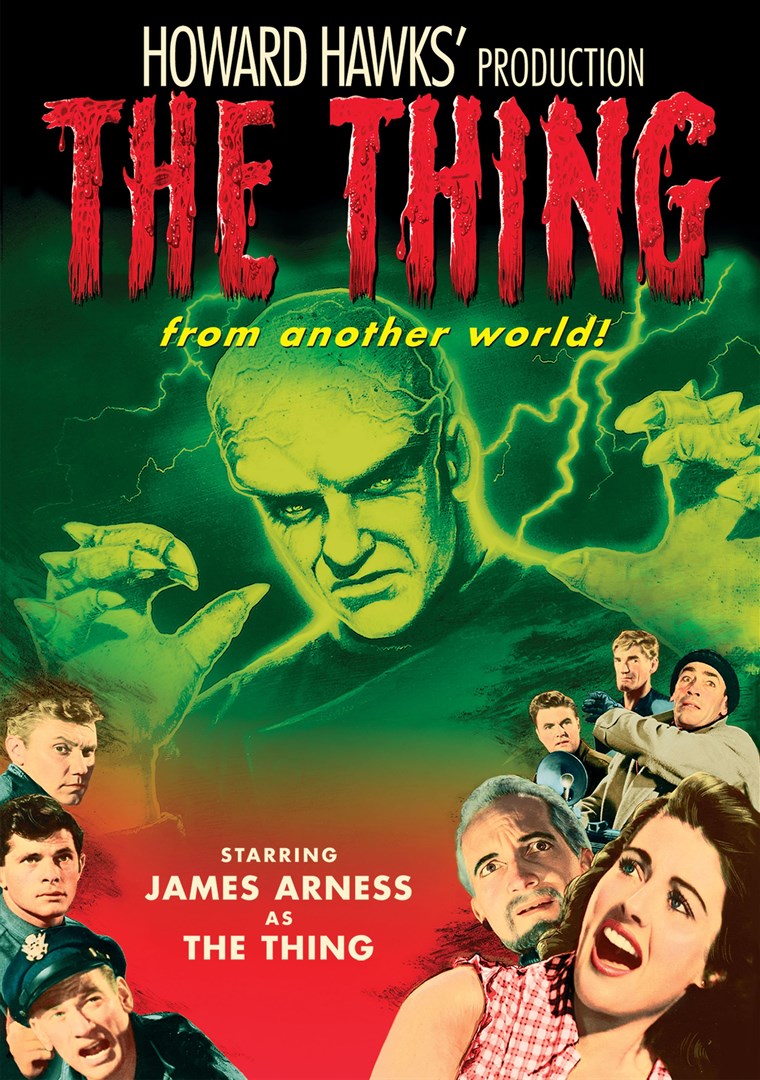 HOWARD HAWKS' PRODUCTION
THE THING
from another world!
STARRING
JAMES ARNESS
AS
THE THING